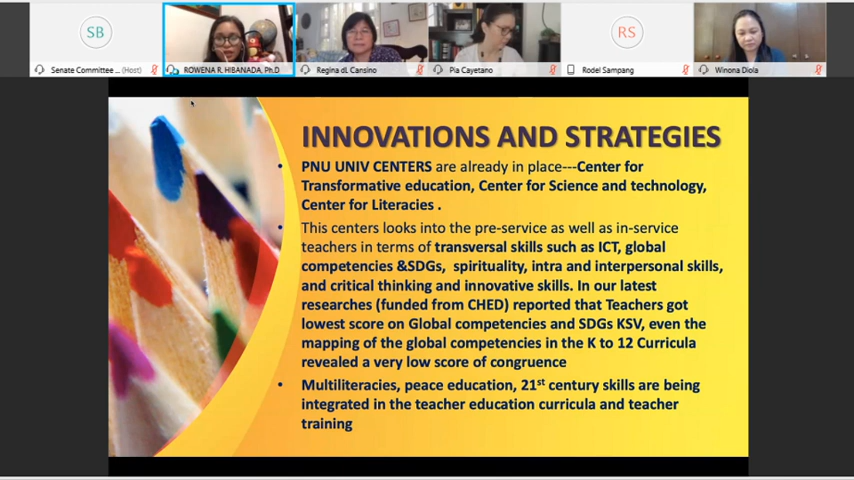 SB
RS
Senate Committee ... (Host)
ROWENA R. HIBANADA, Ph.D
Regina dL Cansino
Pia Cayetano
Rodel Sampang
Winona Diola
INNOVATIONS AND STRATEGIES
• PNU UNIV CENTERS are already in place---Center for
Transformative education, Center for Science and technology,
Center for Literacies .
• This centers looks into the pre-service as well as in-service
teachers in terms of transversal skills such as ICT, global
competencies &SDGs, spirituality, intra and interpersonal skills,
and critical thinking and innovative skills. In our latest
researches (funded from CHED) reported that Teachers got
lowest score on Global competencies and SDGs KSV, even the
mapping of the global competencies in the K to 12 Curricula
revealed a very low score of congruence
• Multiliteracies, peace education, 21st century skills are being
integrated in the teacher education curricula and teacher
training